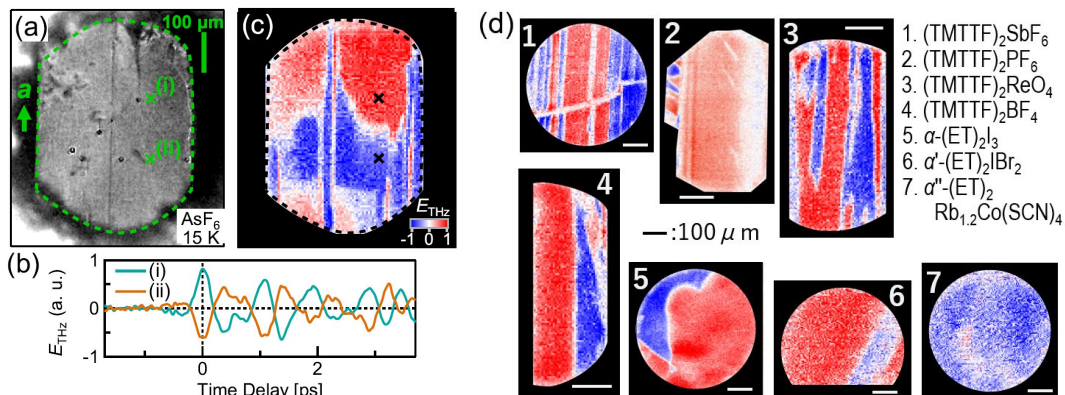 (a)
100 μm
a
(i)
(ii)
AsF6
15 K
(b)
1
0
-1
ETHz (a. u.)
(i)
(ii)
0
2
Time Delay [ps]
(c)
ETHz
-1 0 1
(d)
1
2
3
4
—:100 μ m
5
6
7
1. (TMTTF)2SbF6
2. (TMTTF)2PF6
3. (TMTTF)2ReO4
4. (TMTTF)2BF4
5. α-(ET)2I3
6. α'-(ET)2IBr2
7. α''-(ET)2
Rb1.2Co(SCN)4